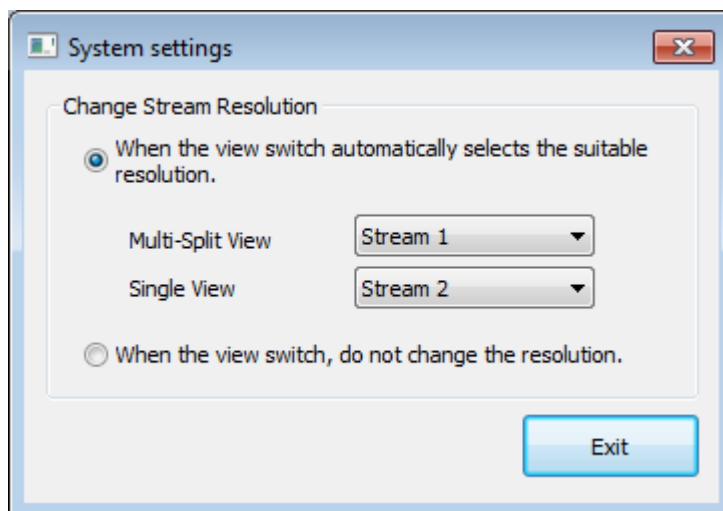 System settings
Change Stream Resolution
When the view switch automatically selects the suitable
resolution.
Multi-Split View
Stream 1
Single View
Stream 2
When the view switch, do not change the resolution.
Exit